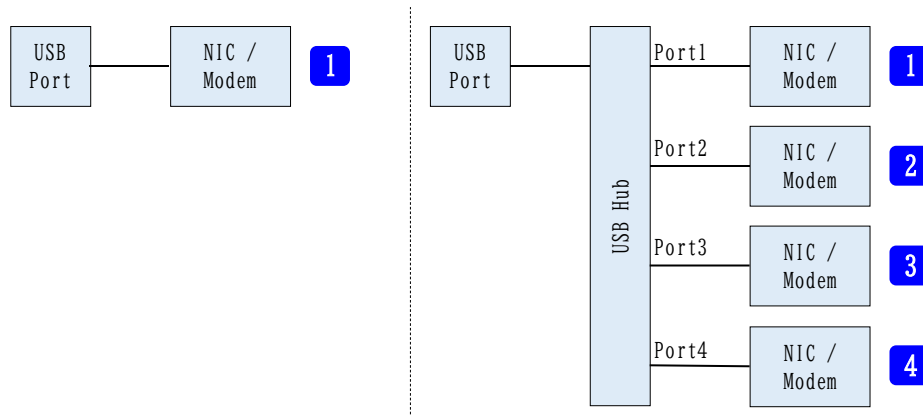 USB
Port
NIC /
Modem
1
USB
Port
USB Hub
Port1
NIC /
Modem
1
Port2
NIC /
Modem
2
Port3
NIC /
Modem
3
Port4
NIC /
Modem
4